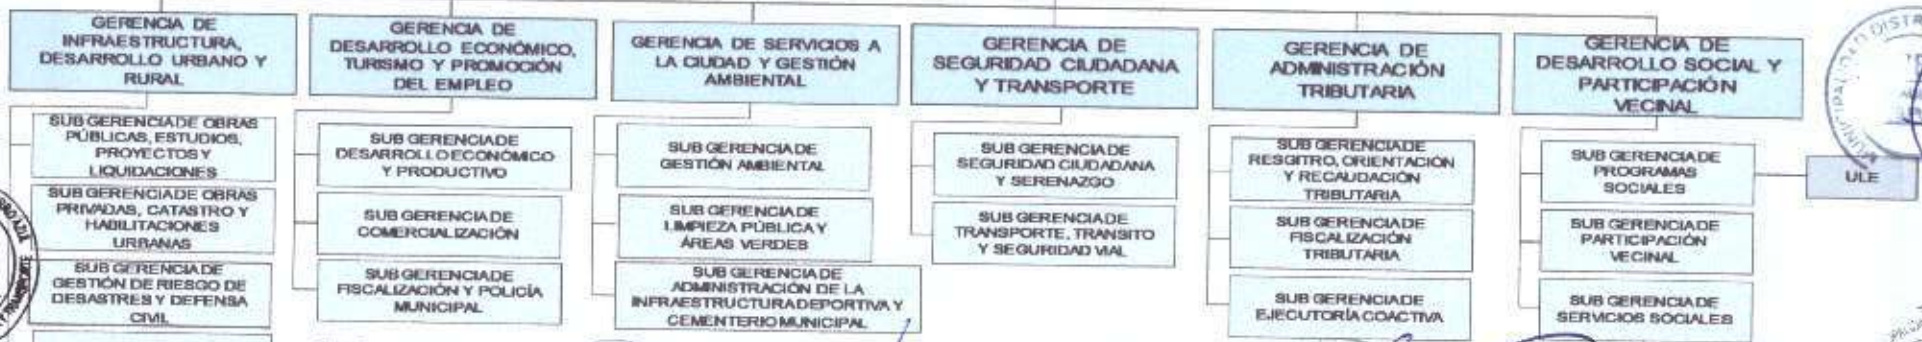 GERENCIA DE
INFRAESTRUCTURA,
DESARROLLO URBANO Y
RURAL
SUB GERENCIA DE OBRAS
PÚBLICAS, ESTUDIOS,
PROYECTOS Y
LIQUIDACIONES
SUB GERENCIA DE OBRAS
PRIVADAS, CATASTRO Y
HABILITACIONES
URBANAS
SUB GERENCIA DE
GESTIÓN DE RIESGO DE
DESASTRES Y DEFENSA
CIVIL
GERENCIA DE
DESARROLLO ECONÓMICO,
TURISMO Y PROMOCIÓN
DEL EMPLEO
SUB GERENCIA DE
DESARROLLO ECONÓMICO
Y PRODUCTIVO
SUB GERENCIA DE
COMERCIALIZACIÓN
SUB GERENCIA DE
FISCALIZACIÓN Y POLICÍA
MUNICIPAL
GERENCIA DE SERVICIOS A
LA CIUDAD Y GESTIÓN
AMBIENTAL
SUB GERENCIA DE
GESTIÓN AMBIENTAL
SUB GERENCIA DE
LIMPIEZA PÚBLICA Y
ÁREAS VERDES
SUB GERENCIA DE
ADMINISTRACIÓN DE LA
INFRAESTRUCTURA DEPORTIVA Y
CEMENTERIO MUNICIPAL
GERENCIA DE
SEGURIDAD CIUDADANA
Y TRANSPORTE
SUB GERENCIA DE
SEGURIDAD CIUDADANA
Y SERENAZGO
SUB GERENCIA DE
TRANSPORTE, TRANSITO
Y SEGURIDAD VIAL
GERENCIA DE
ADMINISTRACIÓN
TRIBUTARIA
SUB GERENCIA DE
RESGITRO, ORIENTACIÓN
Y RECAUDACIÓN
TRIBUTARIA
SUB GERENCIA DE
FISCALIZACIÓN
TRIBUTARIA
SUB GERENCIA DE
EJECUTORÍA COACTIVA
GERENCIA DE
DESARROLLO SOCIAL Y
PARTICIPACIÓN
VECINAL
SUB GERENCIA DE
PROGRAMAS
SOCIALES
ULE
SUB GERENCIA DE
PARTICIPACIÓN
VECINAL
SUB GERENCIA DE
SERVICIOS SOCIALES